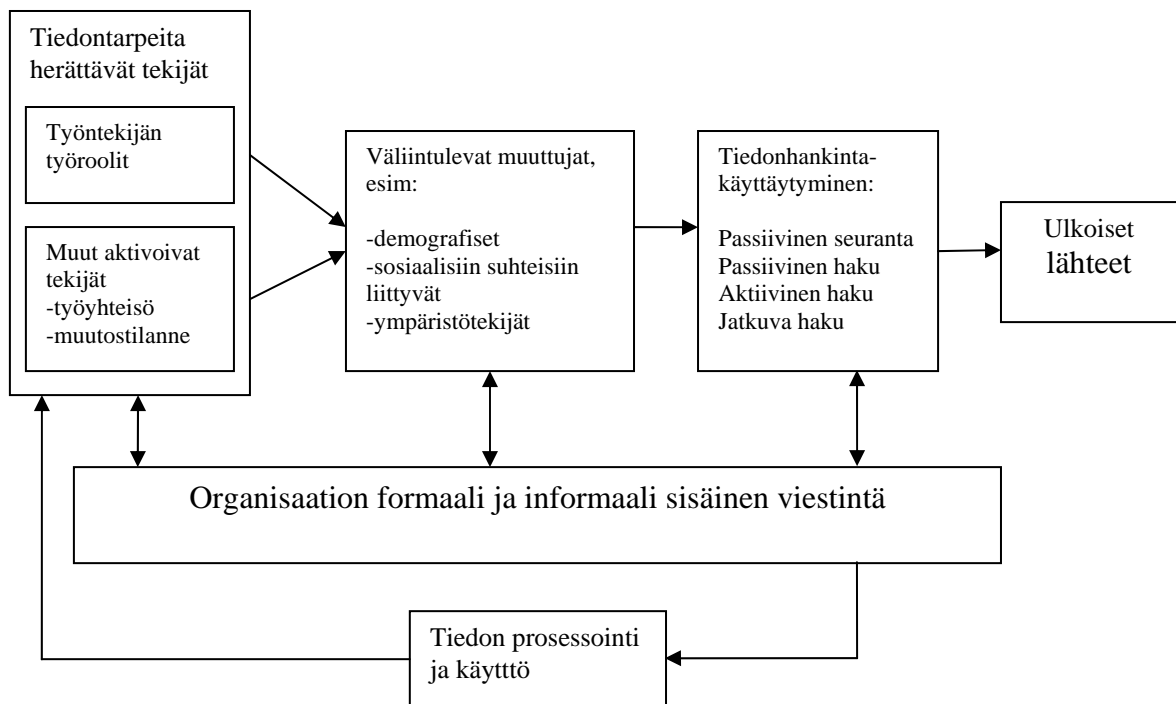 Tiedontarpeita
herättävät tekijät
Työntekijän
työroolit
Muut aktivoivat
tekijät
-työyhteisö
-muutostilanne
Väliintulevat muuttujat,
esim:
-demografiset
-sosiaalisiin suhteisiin
liittyvät
-ympäristötekijät
Tiedonhankinta-
käyttäytyminen:
Passiivinen seuranta
Passiivinen haku
Aktiivinen haku
Jatkuva haku
Ulkoiset
lähteet
Organisaation formaali ja informaali sisäinen viestintä
Tiedon prosessointi
ja käytttö